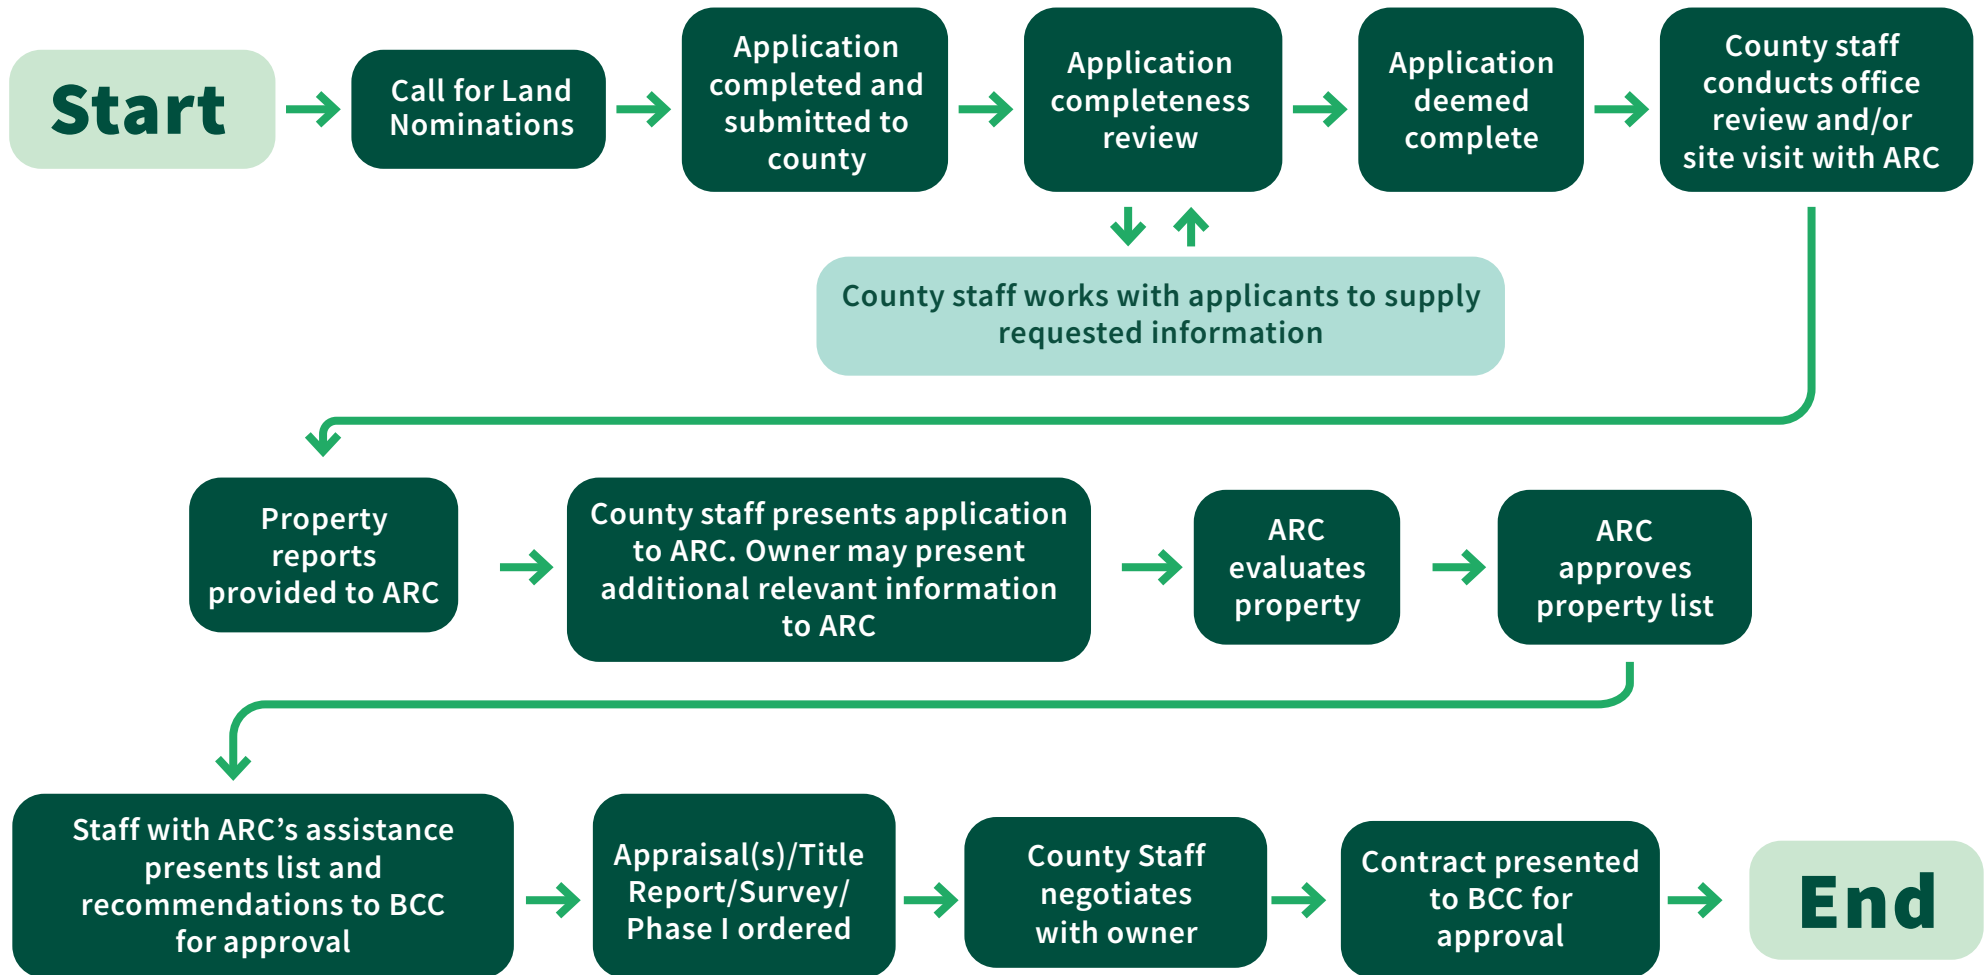 Start
Call for Land
Nominations
Application
completed and
submitted to
county
Application
completeness
review
Application
deemed
complete
County staff
conducts office
review and/or
site visit with ARC
County staff works with applicants to supply
requested information
Property
reports
provided to ARC
County staff presents application
to ARC. Owner may present
additional relevant information
to ARC
ARC
evaluates
property
ARC
approves
property list
Staff with ARC’s assistance
presents list and
recommendations to BCC
for approval
Appraisal(s)/Title
Report/Survey/
Phase I ordered
County Staff
negotiates
with owner
Contract presented
to BCC for
approval
End